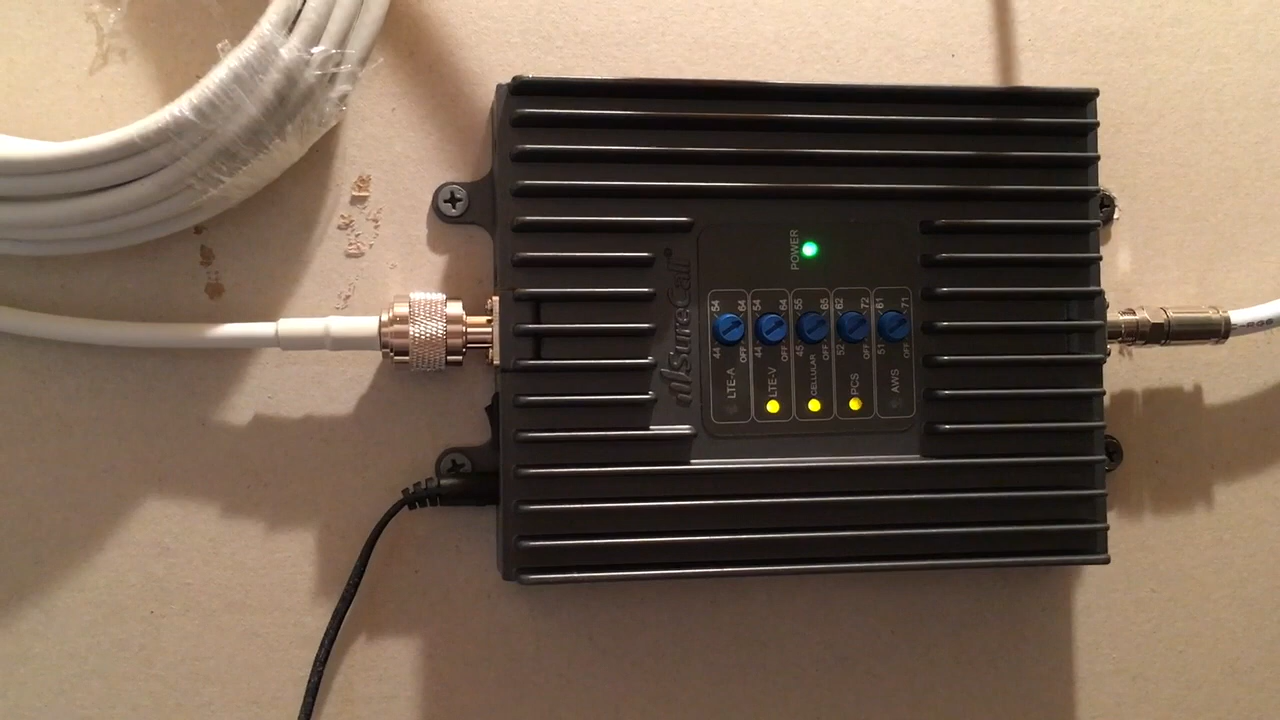 SureCall®
POWER
54 64
44 OFF
LTE-A
54 64
44 OFF
LTE-V
55 65
45 OFF
CELLULAR
62 72
52 OFF
PCS
61 71
51 OFF
AWS
RG6